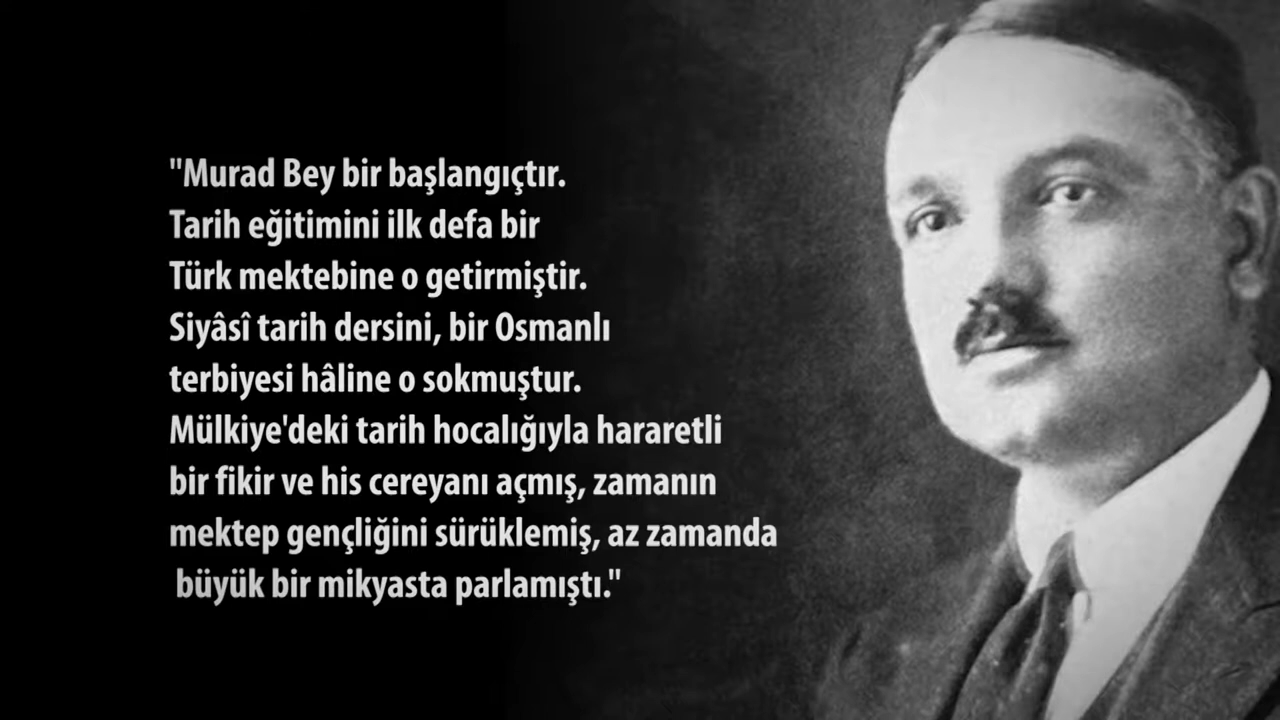 "Murad Bey bir başlangıçtır.
Tarih eğitimini ilk defa bir
Türk mektebine o getirmiştir.
Siyâsî tarih dersini, bir Osmanlı
terbiyesi hâline o sokmuştur.
Mülkiye'deki tarih hocalığıyla hararetli
bir fikir ve his cereyanı açmış, zamanın
mektep gençliğini sürüklemiş, az zamanda
büyük bir mikyasta parlamıştı."